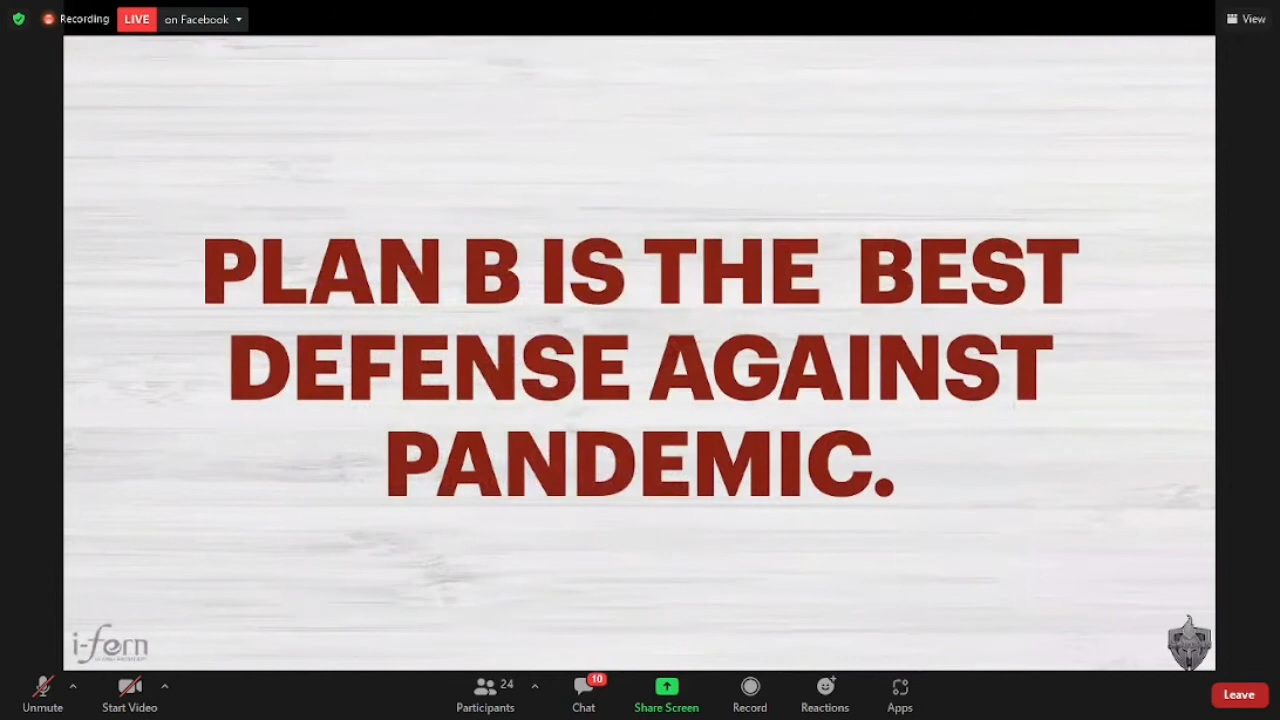 Recording
LIVE on Facebook
View
PLAN B IS THE BEST
DEFENSE AGAINST
PANDEMIC.
i-fern
Unmute
Start Video
24
Participants
10
Chat
Share Screen
Record
Reactions
Apps
Leave